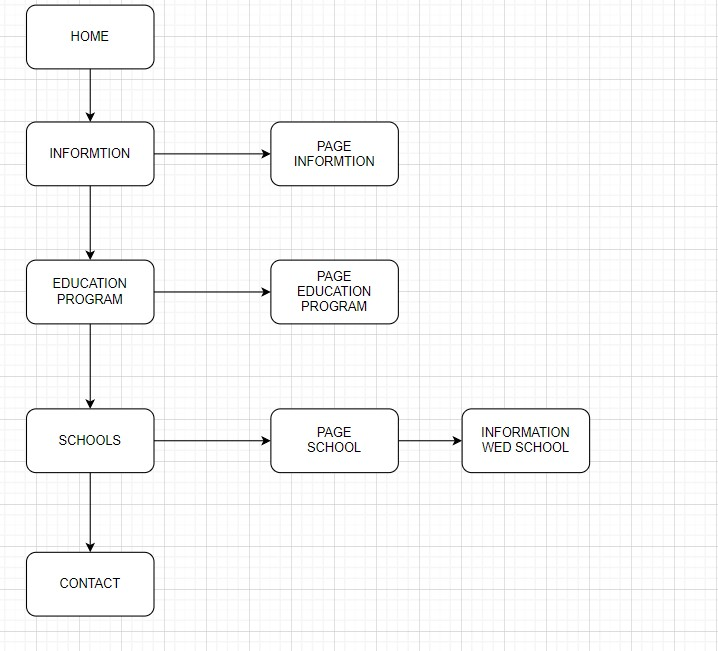 HOME
INFORMTION
PAGE
INFORMTION
EDUCATION
PROGRAM
PAGE
EDUCATION
PROGRAM
SCHOOLS
PAGE
SCHOOL
INFORMATION
WED SCHOOL
CONTACT